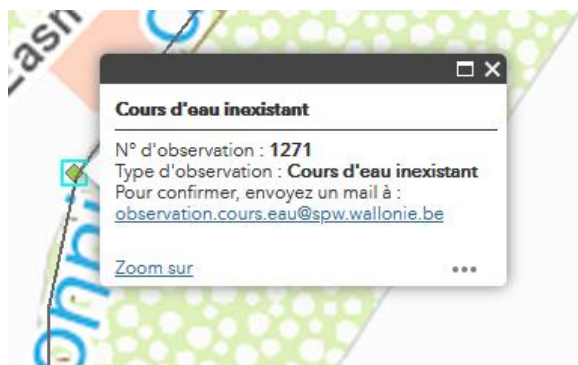 Cours d'eau inexistant
N° d'observation : 1271
Type d'observation : Cours d'eau inexistant
Pour confirmer, envoyez un mail à :
observation.cours.eau@spw.wallonie.be
Zoom sur